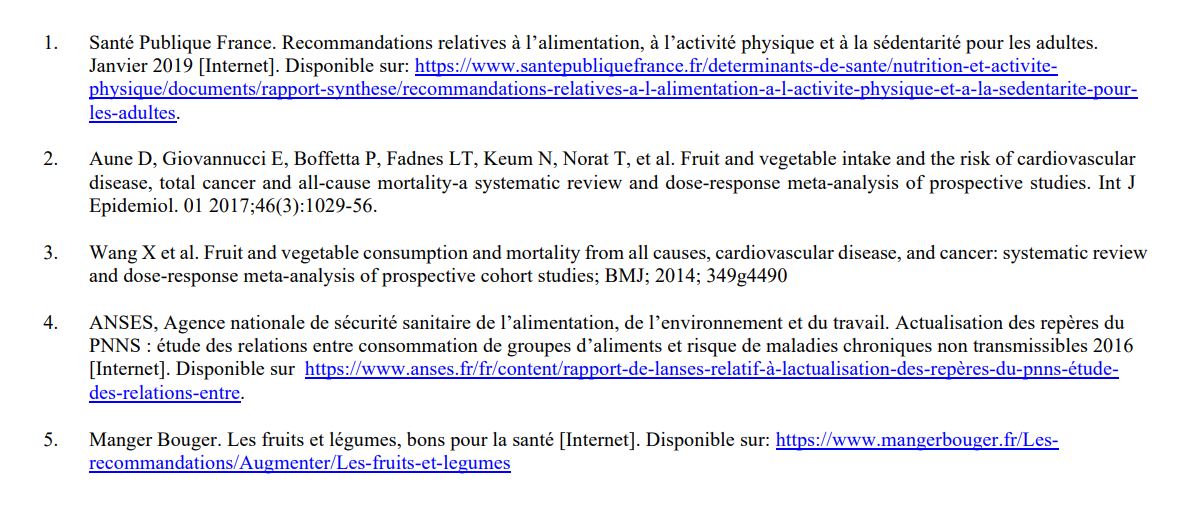 1. Santé Publique France. Recommandations relatives à l’alimentation, à l’activité physique et à la sédentarité pour les adultes.
Janvier 2019 [Internet]. Disponible sur: https://www.santepubliquefrance.fr/determinants-de-sante/nutrition-et-activite-
physique/documents/rapport-synthese/recommandations-relatives-a-l-alimentation-a-l-activite-physique-et-a-la-sedentarite-pour-
les-adultes.
2. Aune D, Giovannucci E, Boffetta P, Fadnes LT, Keum N, Norat T, et al. Fruit and vegetable intake and the risk of cardiovascular
disease, total cancer and all-cause mortality-a systematic review and dose-response meta-analysis of prospective studies. Int J
Epidemiol. 01 2017;46(3):1029-56.
3. Wang X et al. Fruit and vegetable consumption and mortality from all causes, cardiovascular disease, and cancer: systematic review
and dose-response meta-analysis of prospective cohort studies; BMJ; 2014; 349g4490
4. ANSES, Agence nationale de sécurité sanitaire de l’alimentation, de l’environnement et du travail. Actualisation des repères du
PNNS : étude des relations entre consommation de groupes d’aliments et risque de maladies chroniques non transmissibles 2016
[Internet]. Disponible sur https://www.anses.fr/fr/content/rapport-de-lanses-relatif-à-lactualisation-des-repères-du-pnns-étude-
des-relations-entre.
5. Manger Bouger. Les fruits et légumes, bons pour la santé [Internet]. Disponible sur: https://www.mangerbouger.fr/Les-
recommandations/Augmenter/Les-fruits-et-legumes